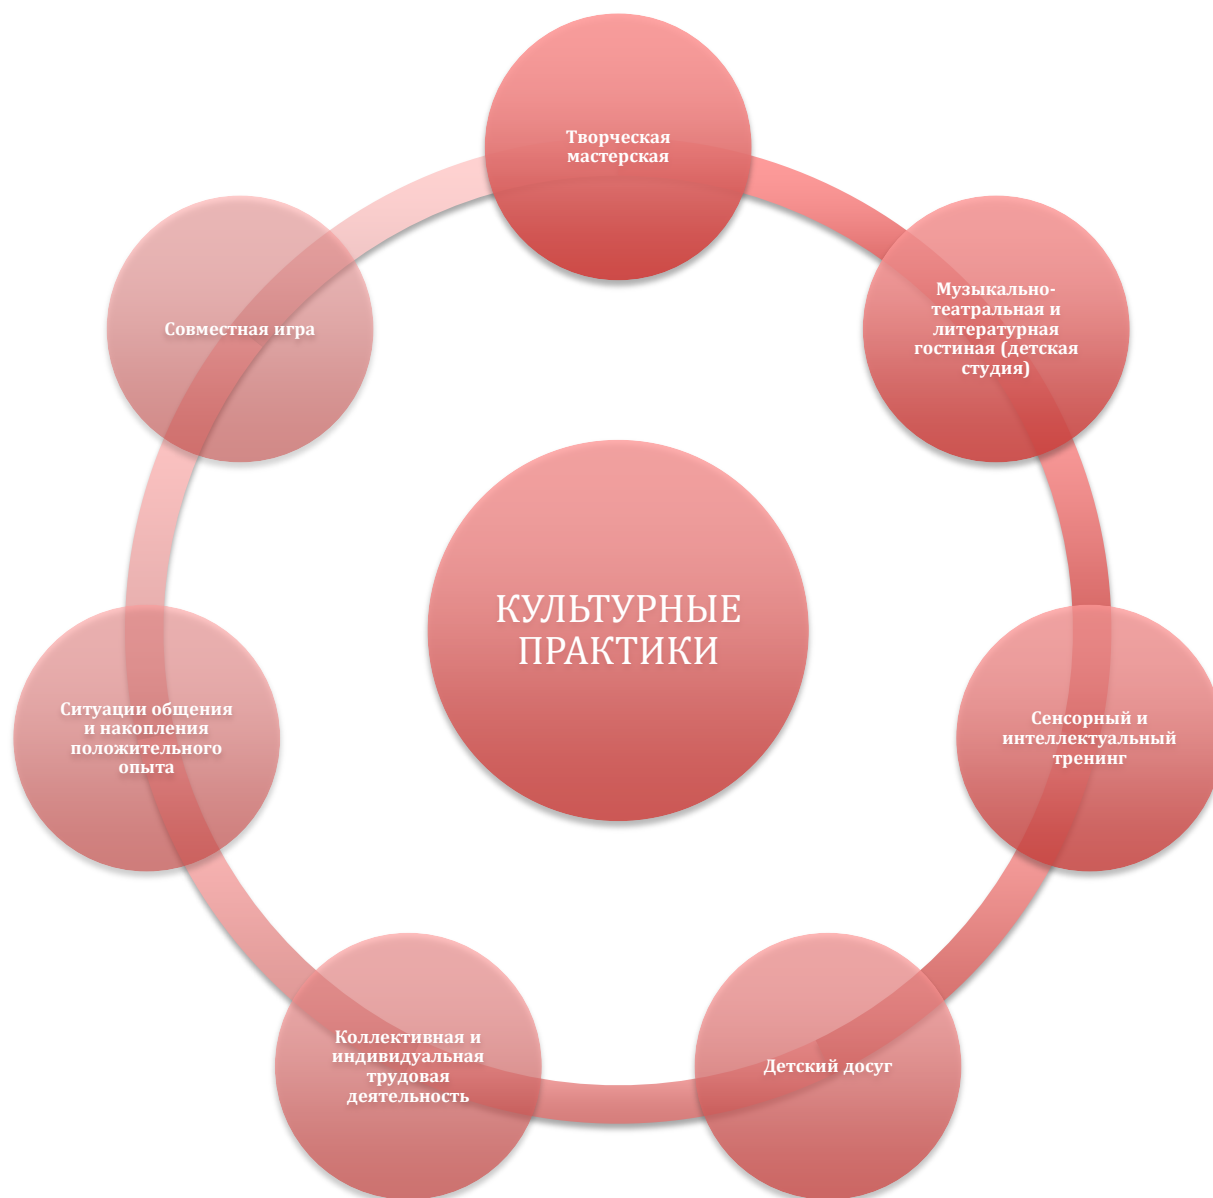 Творческая
мастерская
Музыкально-
театральная и
литературная
гостиная (детская
студия)
Совместная игра
КУЛЬТУРНЫЕ
ПРАКТИКИ
Ситуации общения
и накопления
положительного
опыта
Сенсорный и
интеллектуальный
тренинг
Коллективная и
индивидуальная
трудовая
деятельность
Детский досуг